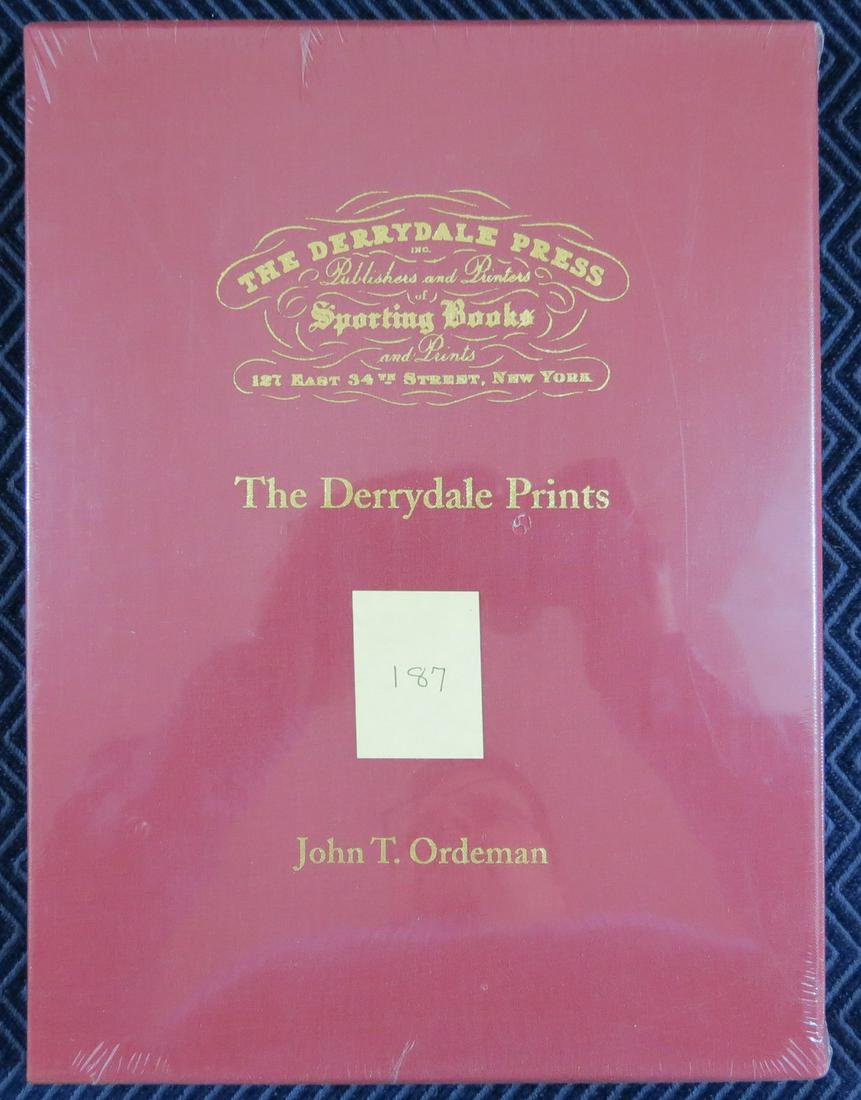 THE DERRYDALE PRESS
INC.
Publishers and Printers
of
Sporting Books
and Prints
127 EAST 34TH STREET, NEW YORK
The Derrydale Prints
187
John T. Ordeman